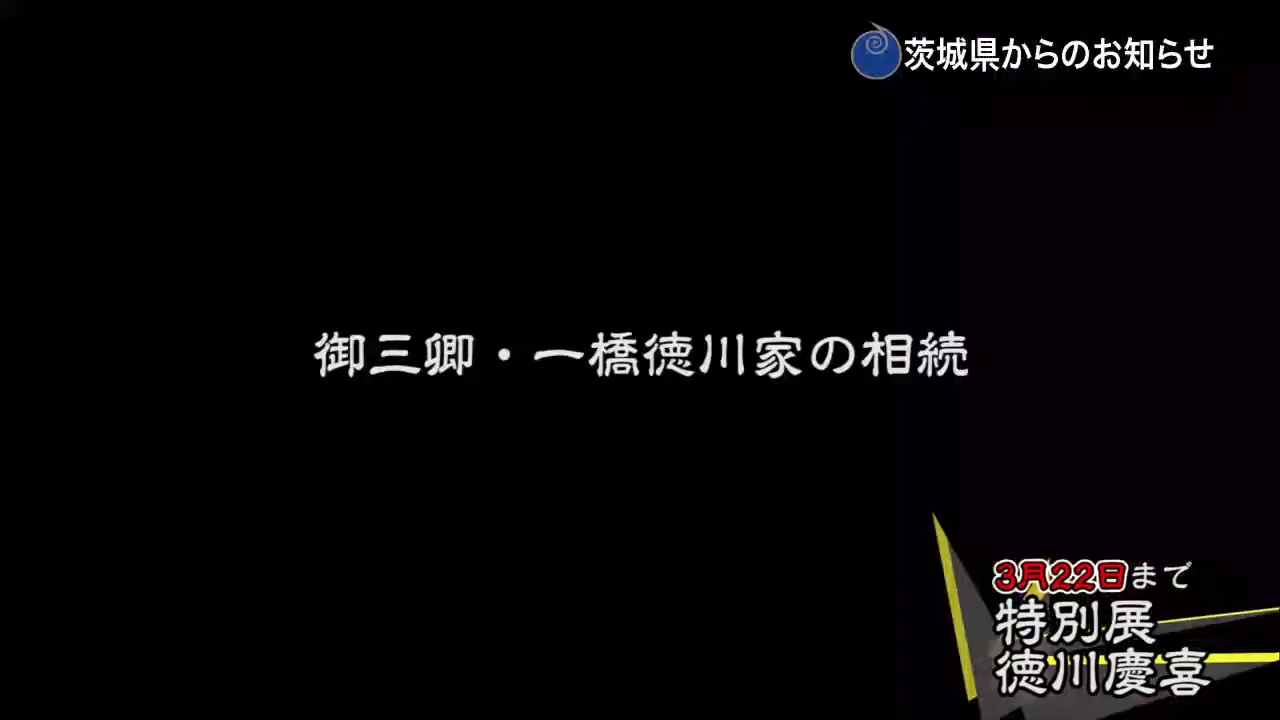 茨城県からのお知らせ
御三卿・一橋徳川家の相続
3月22日まで
特別展
徳川慶喜